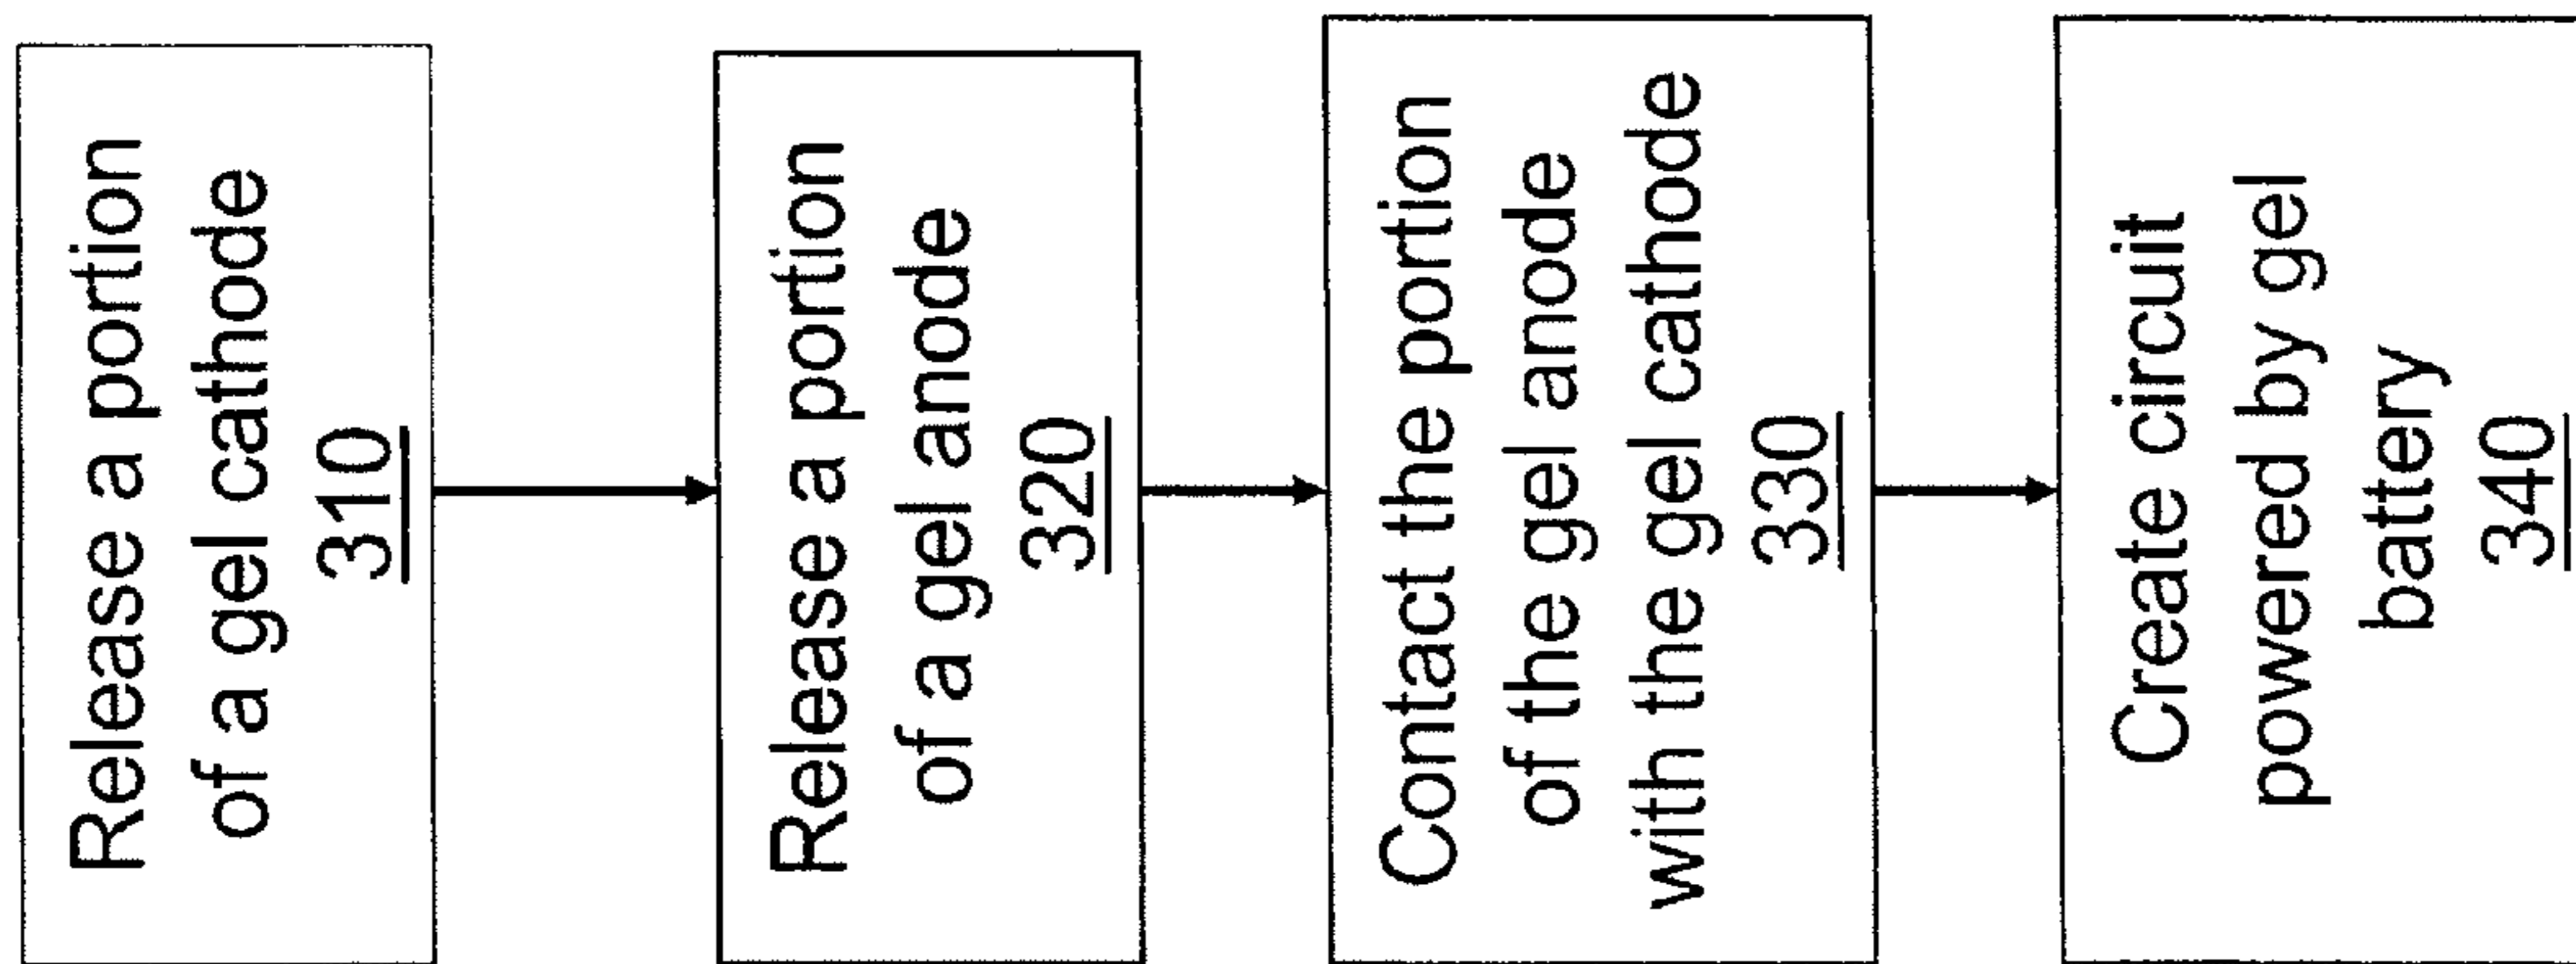 Release a portion
of a gel cathode
310
Release a portion
of a gel anode
320
Contact the portion
of the gel anode
with the gel cathode
330
Create circuit
powered by gel
battery
340